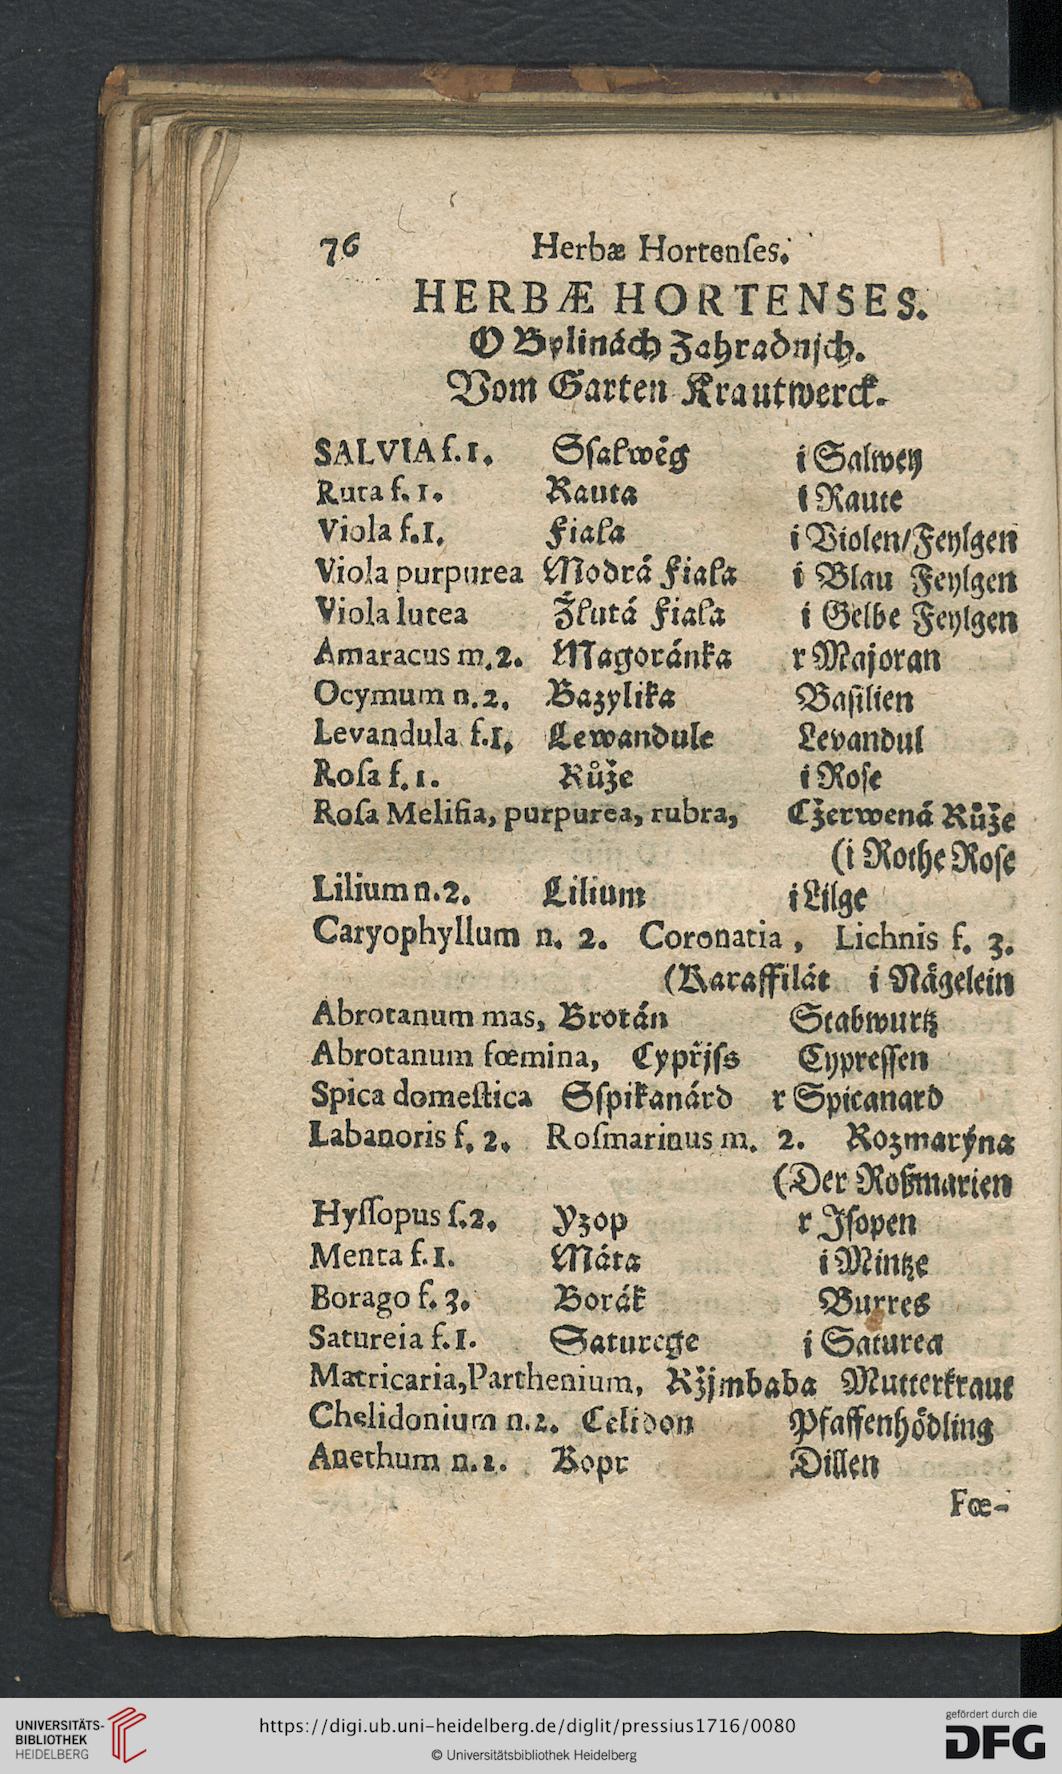 76 Herbæ Hortenſes.
HERBÆ HORTENSES.
O Bylinách Zahradnjch.
Vom Garten Krautwerck.
SALVIA f. 1. Sſalwěg i Salwey
Ruta f. 1. Rauta i Raute
Viola f. 1. Fiala i Violen/Feylgen
Viola purpurea Modrá Fiala i Blau Feylgen
Viola lutea Žlutá Fiala i Gelbe Feylgen
Amaracus m. 2. Magoránka r Majoran
Ocymum n. 2. Bazylika Baſilien
Levandula f. 1. Lewandule Levandul
Roſa f. 1. Růže i Roſe
Roſa Meliſia, purpurea, rubra, Cžerwená Růže
(i Rothe Roſe
Lilium n. 2. Lilium i Lilge
Caryophyllum n. 2. Coronatia, Lichnis f. 3.
(Karaffilát i Nägelein
Abrotanum mas, Brotán Stabwurtz
Abrotanum fœmina, Cypřjſs Cypreſſen
Spica domeſtica Sſpikanárd r Spicanard
Labanoris f. 2. Roſmarinus m. 2. Rozmarýna
(Der Roßmarien
Hyſſopus f. 2. Yzop r Jſopen
Menta f. 1. Máta i Mintze
Borago f. 3. Borák Burres
Satureia f. 1. Saturege i Saturea
Matricaria, Parthenium, Ržjmbaba Mutterkraut
Chelidonium n. 2. Celidon Pfaffenhödling
Anethum n. 2. Kopr Dillen
Fœ-
UNIVERSITÄTS-
BIBLIOTHEK
HEIDELBERG
https://digi.ub.uni-heidelberg.de/diglit/pressius1716/0080
© Universitätsbibliothek Heidelberg
gefördert durch die
DFG